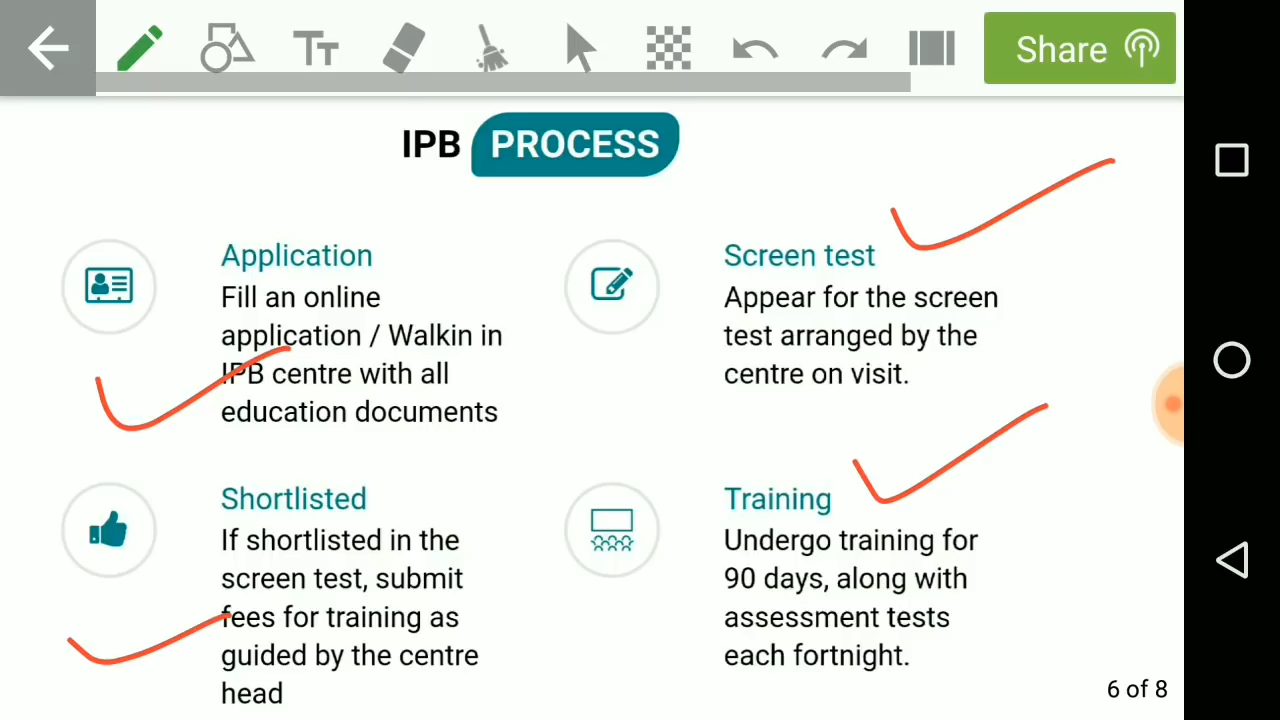 Share
IPB PROCESS
Application
Fill an online
application / Walkin in
IPB centre with all
education documents
Screen test
Appear for the screen
test arranged by the
centre on visit.
Shortlisted
If shortlisted in the
screen test, submit
fees for training as
guided by the centre
head
Training
Undergo training for
90 days, along with
assessment tests
each fortnight.
6 of 8